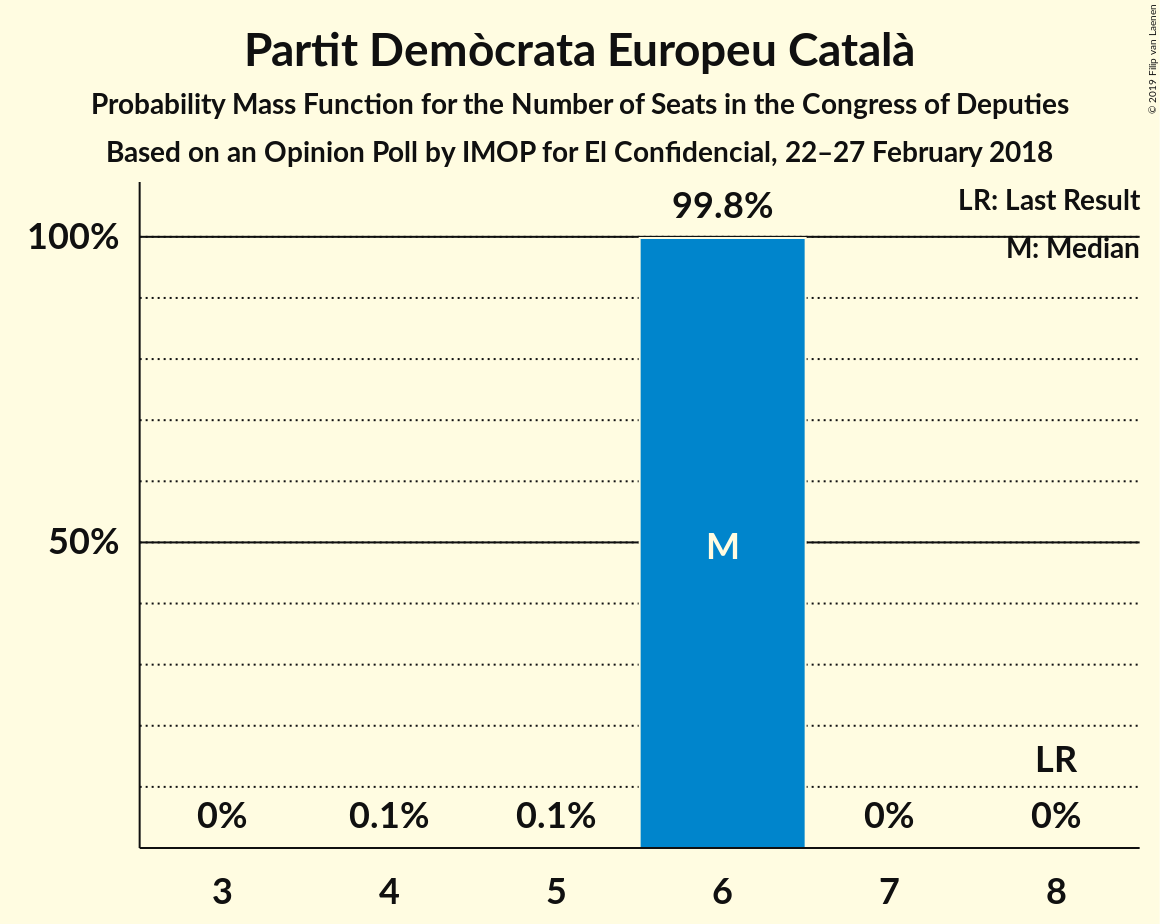 Partit Demòcrata Europeu Català
Probability Mass Function for the Number of Seats in the Congress of Deputies
Based on an Opinion Poll by IMOP for El Confidencial, 22–27 February 2018
© 2019 Filip van Laenen
LR: Last Result
M: Median
99.8%
100%
50%
M
LR
0%
0.1%
0.1%
0%
0%
3 4 5 6 7 8